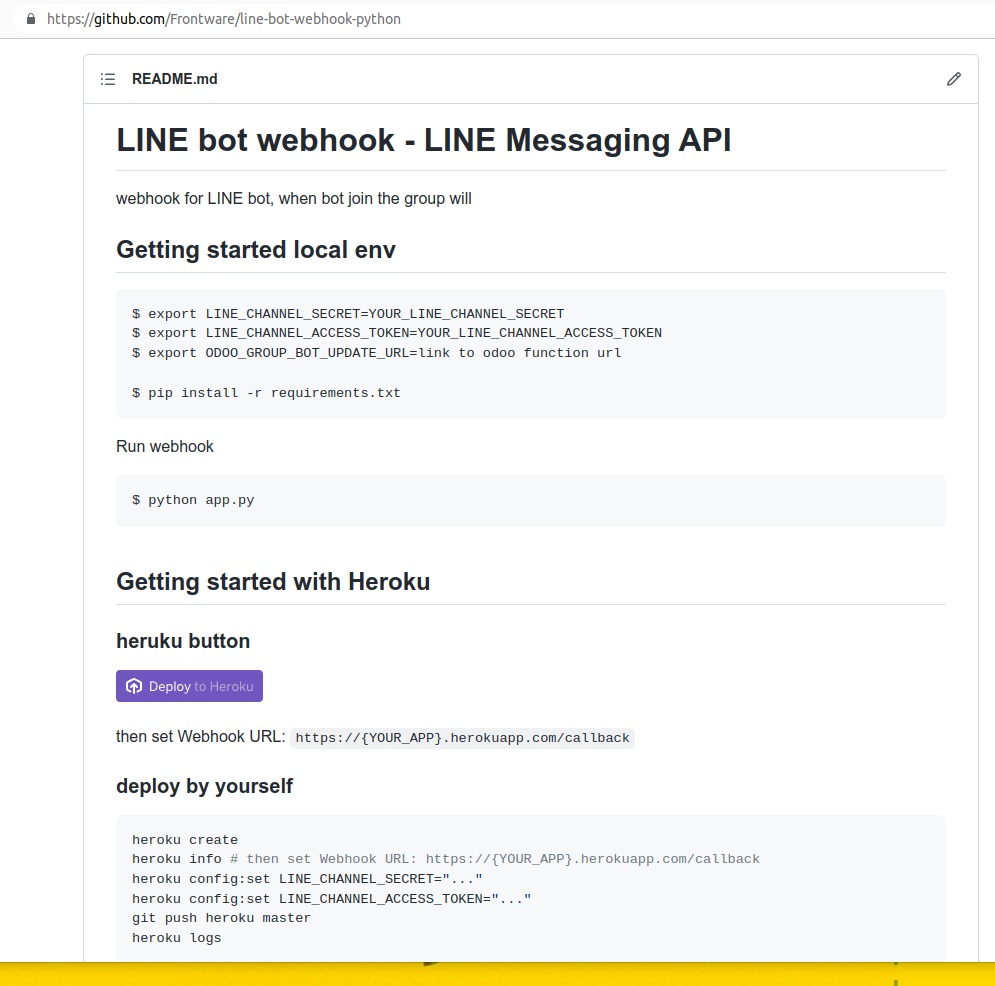 https://github.com/Frontware/line-bot-webhook-python
README.md
LINE bot webhook - LINE Messaging API
webhook for LINE bot, when bot join the group will
Getting started local env
$ export LINE_CHANNEL_SECRET=YOUR_LINE_CHANNEL_SECRET
$ export LINE_CHANNEL_ACCESS_TOKEN=YOUR_LINE_CHANNEL_ACCESS_TOKEN
$ export ODOO_GROUP_BOT_UPDATE_URL=link to odoo function url
$ pip install -r requirements.txt
Run webhook
$ python app.py
Getting started with Heroku
heruku button
Deploy to Heroku
then set Webhook URL: https://{YOUR_APP}.herokuapp.com/callback
deploy by yourself
heroku create
heroku info # then set Webhook URL: https://{YOUR_APP}.herokuapp.com/callback
heroku config:set LINE_CHANNEL_SECRET="..."
heroku config:set LINE_CHANNEL_ACCESS_TOKEN="..."
git push heroku master
heroku logs